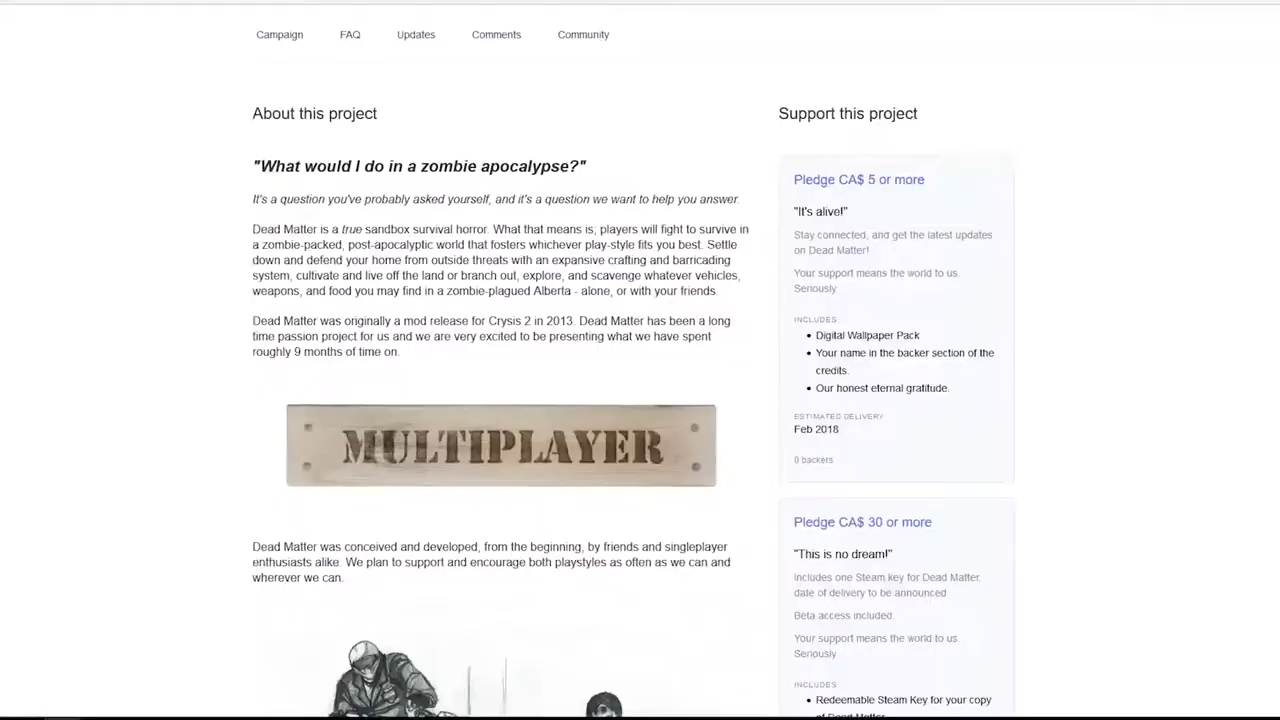 Campaign FAQ Updates Comments Community
About this project
"What would I do in a zombie apocalypse?"
It's a question you've probably asked yourself, and it's a question we want to help you answer.
Dead Matter is a true sandbox survival horror. What that means is; players will fight to survive in
a zombie-packed, post-apocalyptic world that fosters whichever play-style fits you best. Settle
down and defend your home from outside threats with an expansive crafting and barricading
system, cultivate and live off the land or branch out, explore, and scavenge whatever vehicles,
weapons, and food you may find in a zombie-plagued Alberta - alone, or with your friends.
Dead Matter was originally a mod release for Crysis 2 in 2013. Dead Matter has been a long
time passion project for us and we are very excited to be presenting what we have spent
roughly 9 months of time on.
MULTIPLAYER
Dead Matter was conceived and developed, from the beginning, by friends and singleplayer
enthusiasts alike. We plan to support and encourage both playstyles as often as we can and
wherever we can.
Support this project
Pledge CA$ 5 or more
"It's alive!"
Stay connected, and get the latest updates
on Dead Matter!
Your support means the world to us.
Seriously
INCLUDES
• Digital Wallpaper Pack
• Your name in the backer section of the
credits.
• Our honest eternal gratitude.
ESTIMATED DELIVERY
Feb 2018
0 backers
Pledge CA$ 30 or more
"This is no dream!"
Includes one Steam key for Dead Matter.
date of delivery to be announced
Beta access included.
Your support means the world to us.
Seriously
INCLUDES
• Redeemable Steam Key for your copy
of Dead Matter